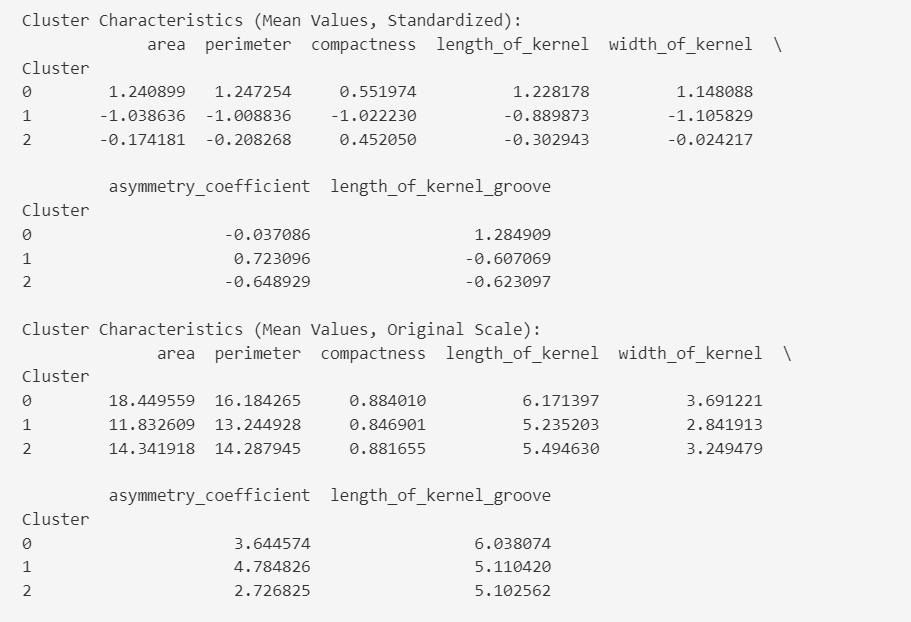 Cluster Characteristics (Mean Values, Standardized):
area perimeter compactness length_of_kernel width_of_kernel \
Cluster
0 1.240899 1.247254 0.551974 1.228178 1.148088
1 -1.038636 -1.008836 -1.022230 -0.889873 -1.105829
2 -0.174181 -0.208268 0.452050 -0.302943 -0.024217
asymmetry_coefficient length_of_kernel_groove
Cluster
0 -0.037086 1.284909
1 0.723096 -0.607069
2 -0.648929 -0.623097
Cluster Characteristics (Mean Values, Original Scale):
area perimeter compactness length_of_kernel width_of_kernel \
Cluster
0 18.449559 16.184265 0.884010 6.171397 3.691221
1 11.832609 13.244928 0.846901 5.235203 2.841913
2 14.341918 14.287945 0.881655 5.494630 3.249479
asymmetry_coefficient length_of_kernel_groove
Cluster
0 3.644574 6.038074
1 4.784826 5.110420
2 2.726825 5.102562